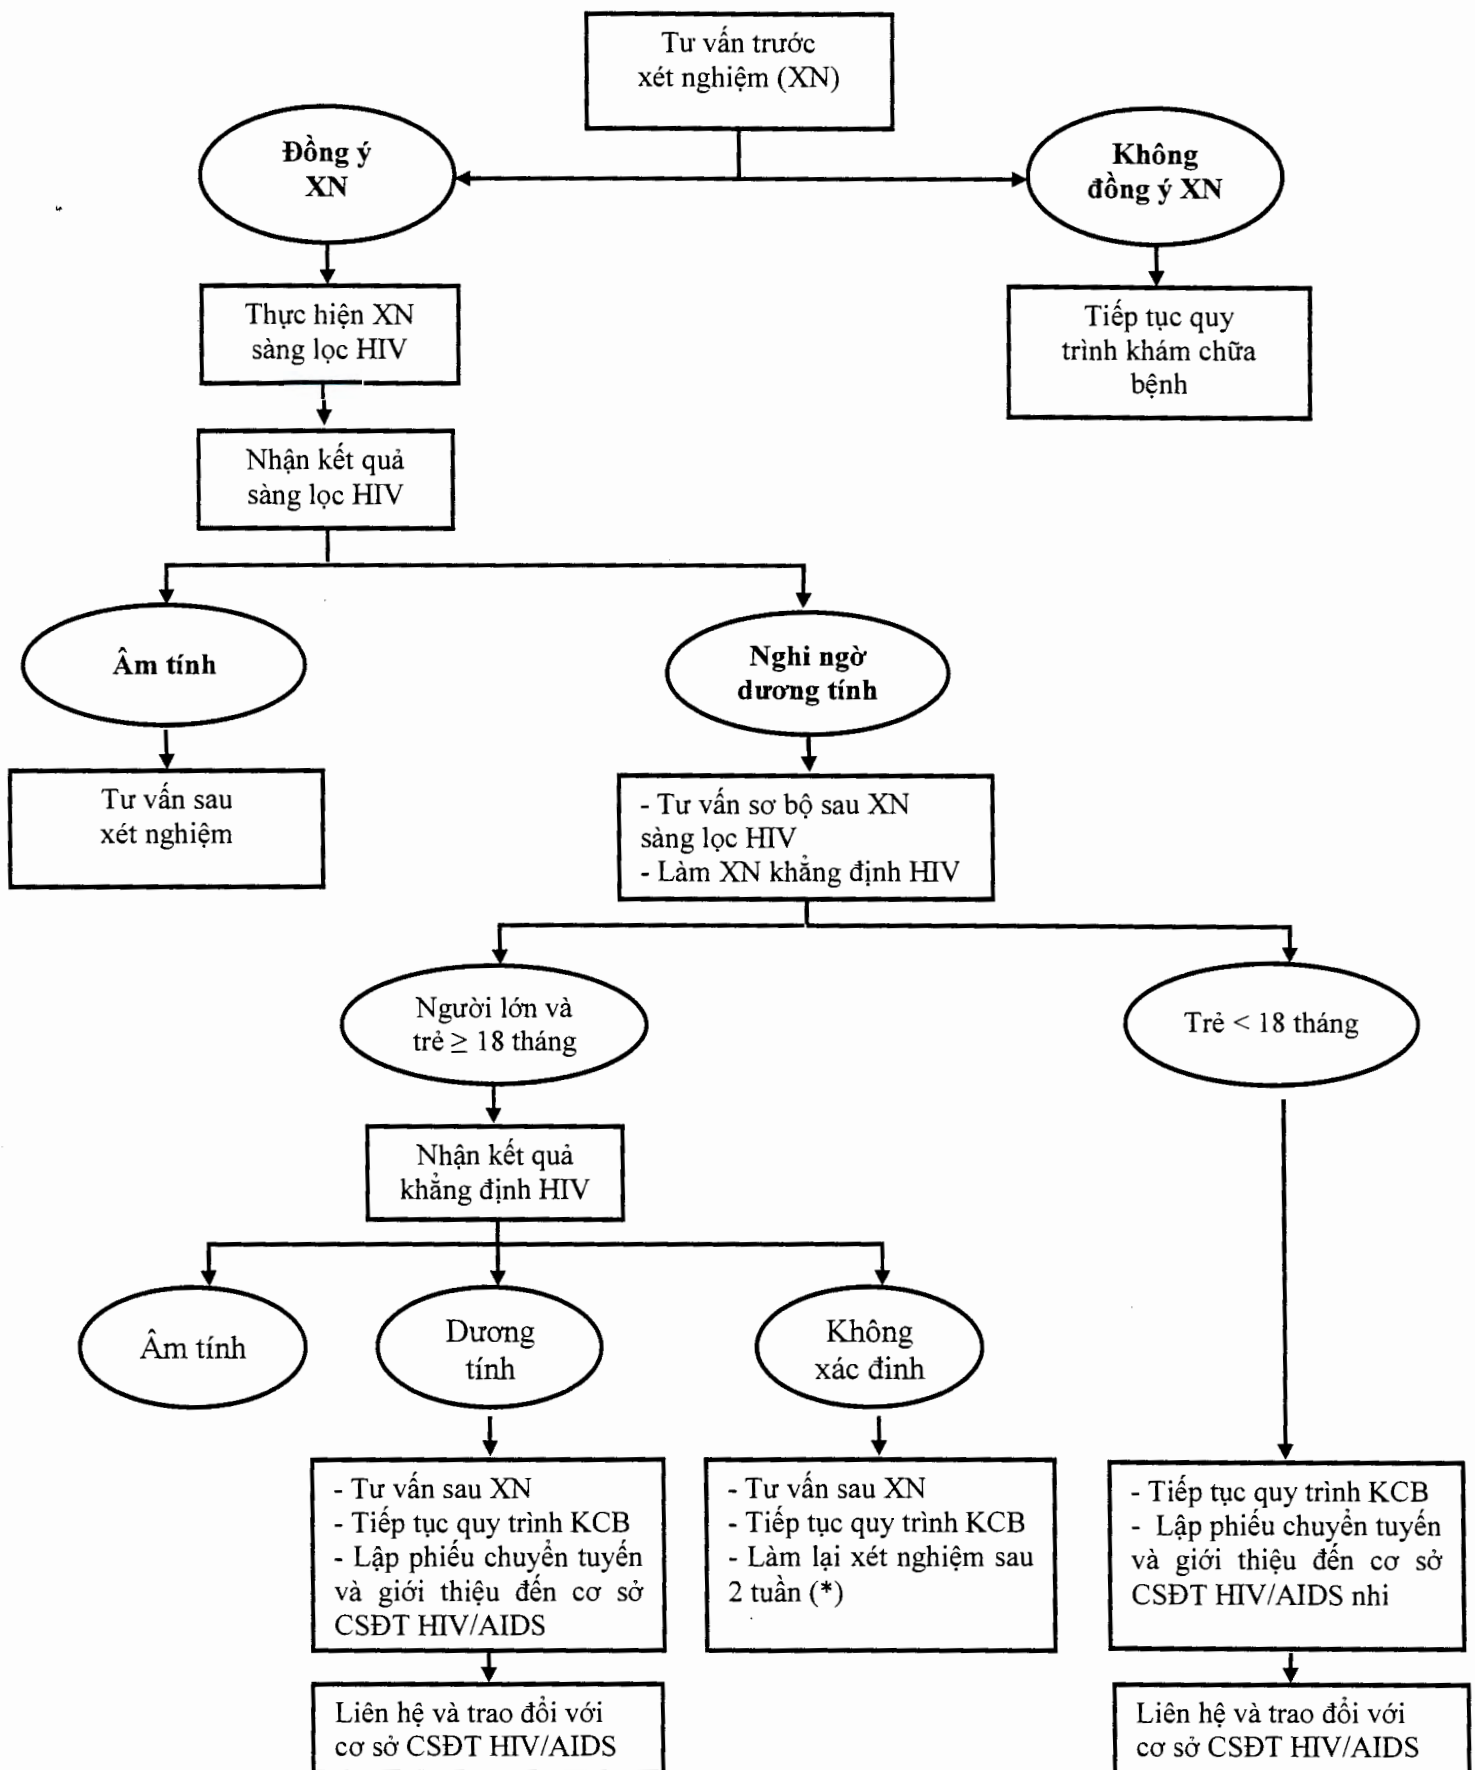 Tư vấn trước
xét nghiệm (XN)
Đồng ý
XN
Không
đồng ý XN
Thực hiện XN
sàng lọc HIV
Tiếp tục quy
trình khám chữa
bệnh
Nhận kết quả
sàng lọc HIV
Âm tính
Nghi ngờ
dương tính
Tư vấn sau
xét nghiệm
- Tư vấn sơ bộ sau XN
sàng lọc HIV
- Làm XN khẳng định HIV
Người lớn và
trẻ ≥ 18 tháng
Trẻ < 18 tháng
Nhận kết quả
khẳng định HIV
Âm tính
Dương
tính
Không
xác đinh
- Tư vấn sau XN
- Tiếp tục quy trình KCB
- Lập phiếu chuyển tuyến
và giới thiệu đến cơ sở
CSĐT HIV/AIDS
- Tư vấn sau XN
- Tiếp tục quy trình KCB
- Làm lại xét nghiệm sau
2 tuần (*)
- Tiếp tục quy trình KCB
- Lập phiếu chuyển tuyến
và giới thiệu đến cơ sở
CSĐT HIV/AIDS nhi
Liên hệ và trao đổi với
cơ sở CSĐT HIV/AIDS
Liên hệ và trao đổi với
cơ sở CSĐT HIV/AIDS